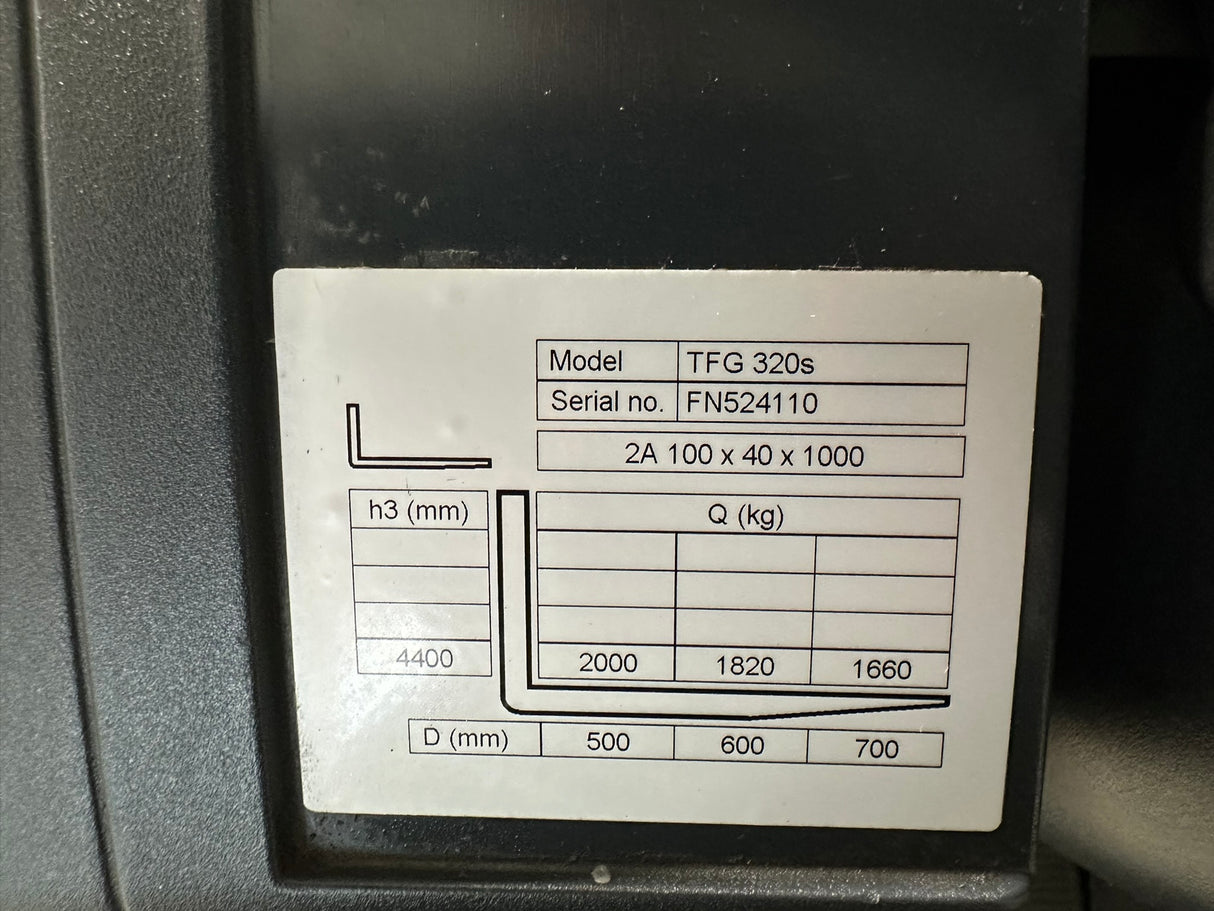 Model TFG 320s
Serial no. FN524110
2A 100 x 40 x 1000
h3 (mm) Q (kg)
4400 2000 1820 1660
D (mm) 500 600 700